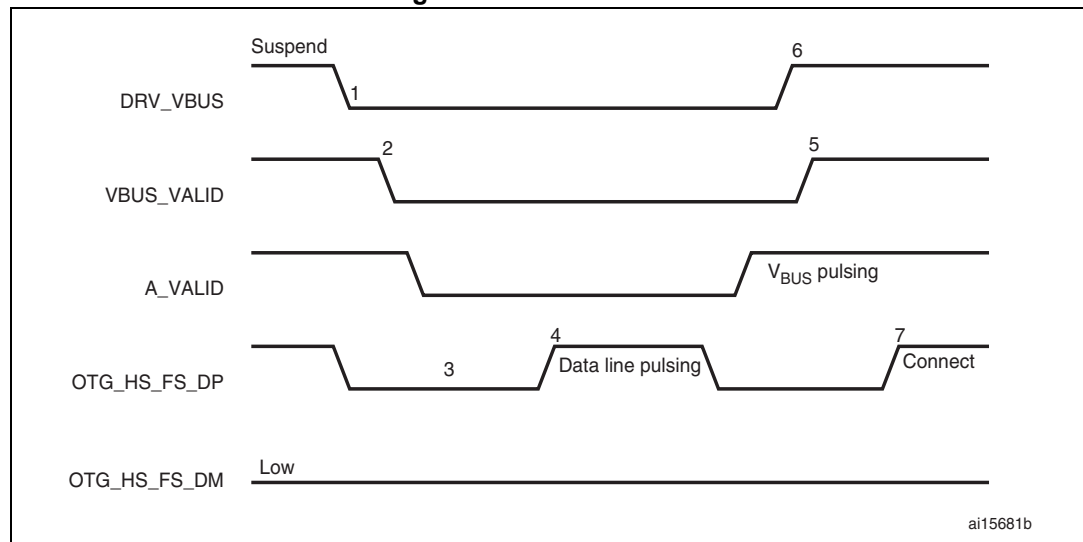 Suspend
6
DRV_VBUS
1
2
5
VBUS_VALID
A_VALID
VBUS pulsing
4
7
Data line pulsing
Connect
OTG_HS_FS_DP
3
OTG_HS_FS_DM
Low
ai15681b